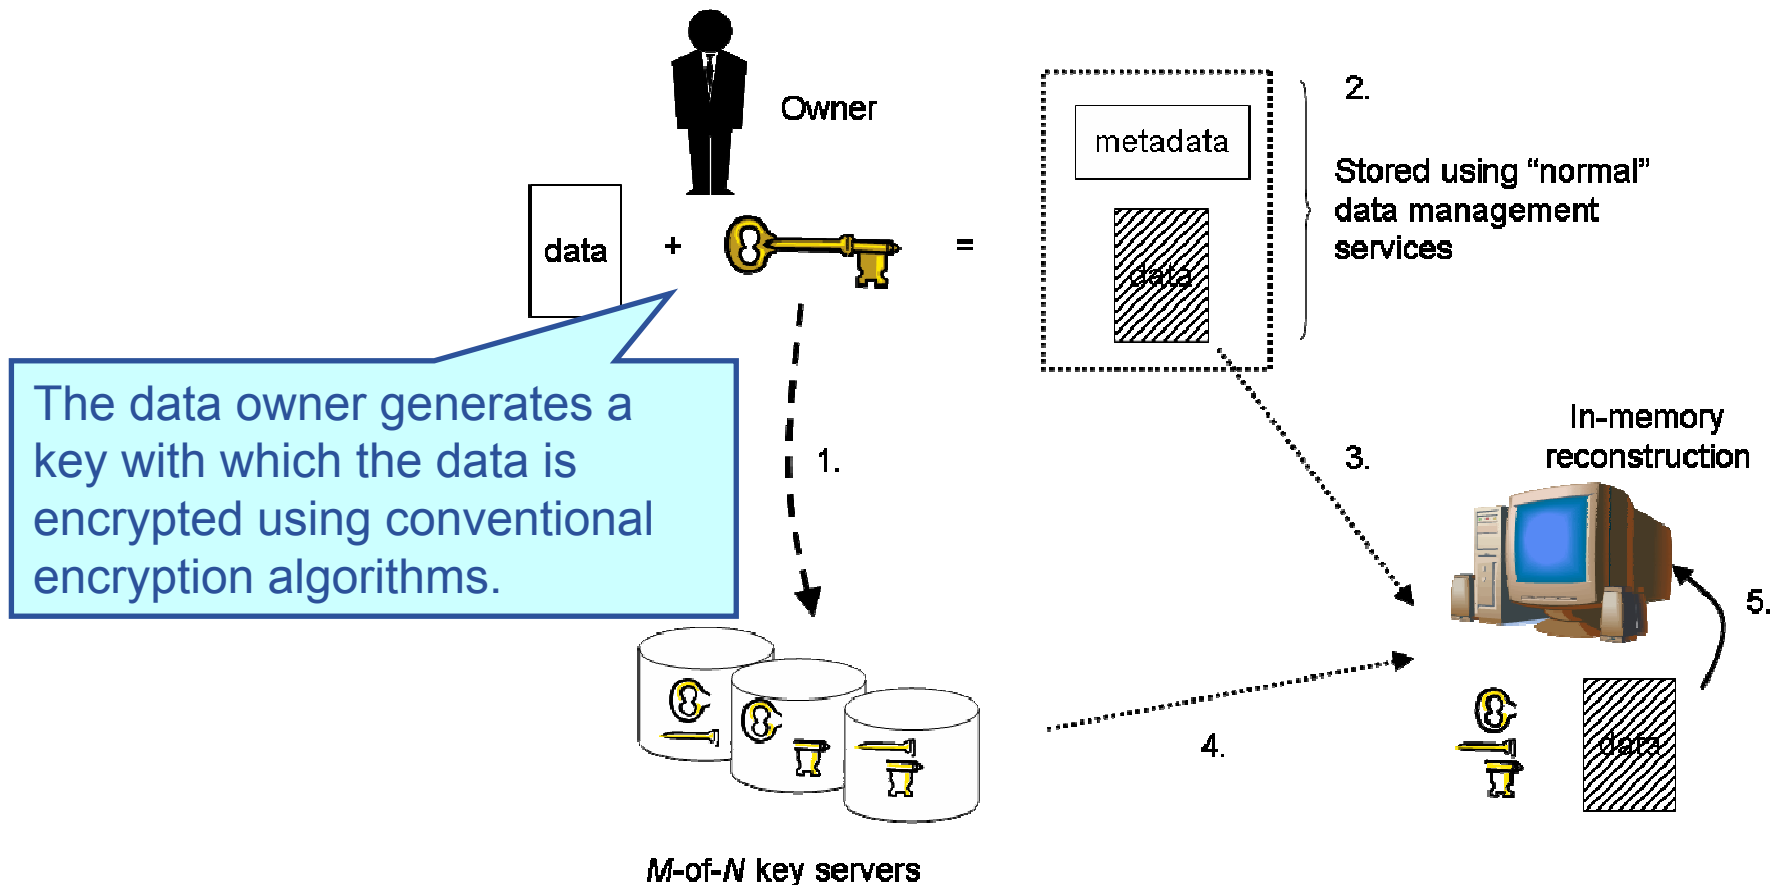 Owner
data
+
=
metadata
data
2.
Stored using “normal”
data management
services
The data owner generates a
key with which the data is
encrypted using conventional
encryption algorithms.
1.
3.
In-memory
reconstruction
5.
4.
data
M-of-N key servers